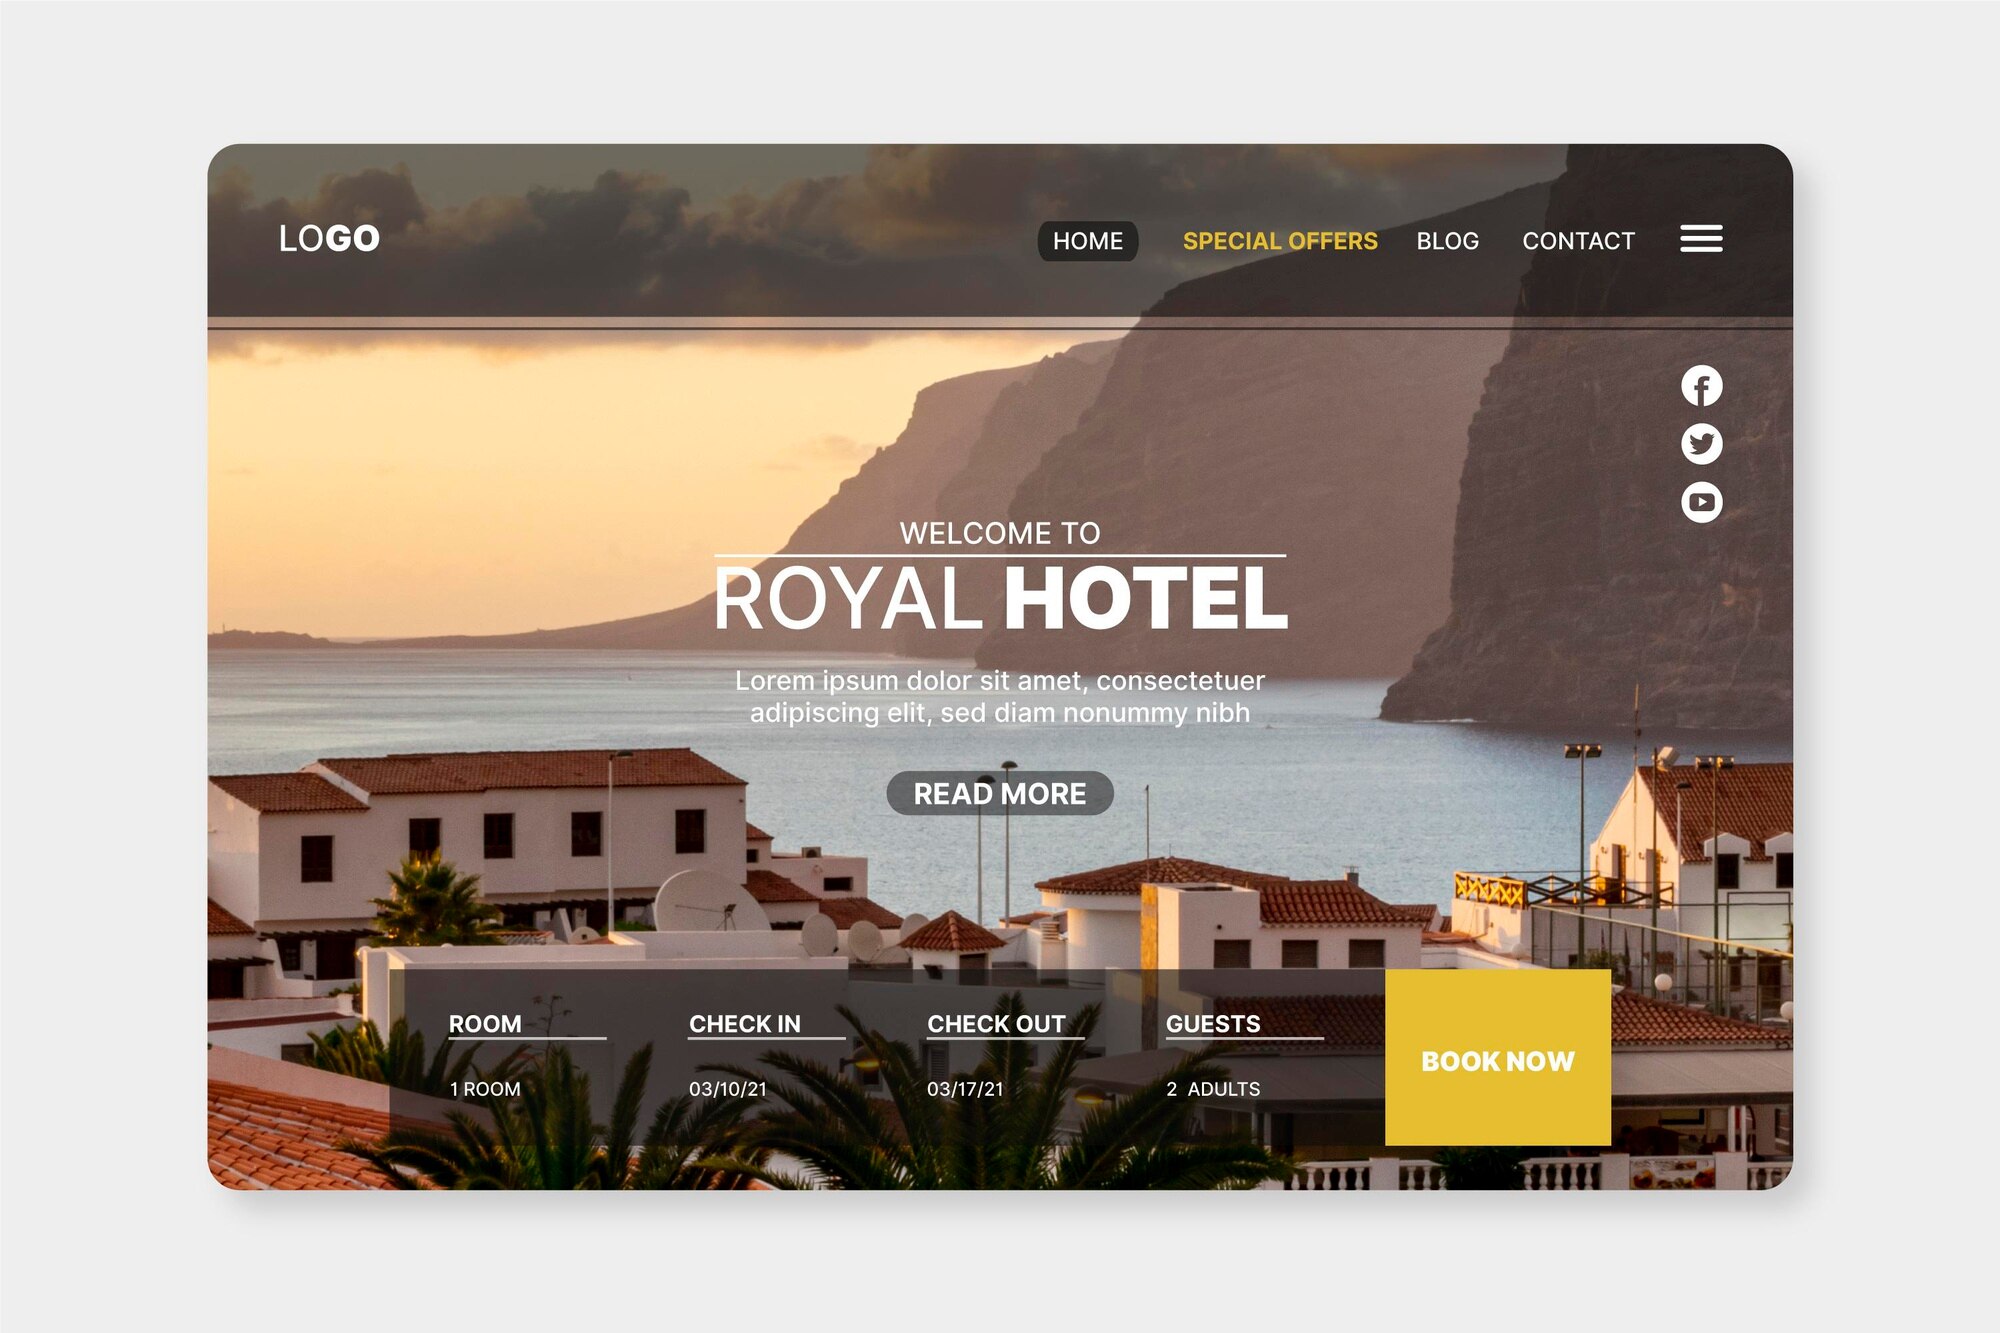 LOGO
HOME SPECIAL OFFERS BLOG CONTACT
WELCOME TO
ROYAL HOTEL
Lorem ipsum dolor sit amet, consectetuer
adipiscing elit, sed diam nonummy nibh
READ MORE
ROOM CHECK IN CHECK OUT GUESTS
BOOK NOW
1 ROOM 03/10/21 03/17/21 2 ADULTS